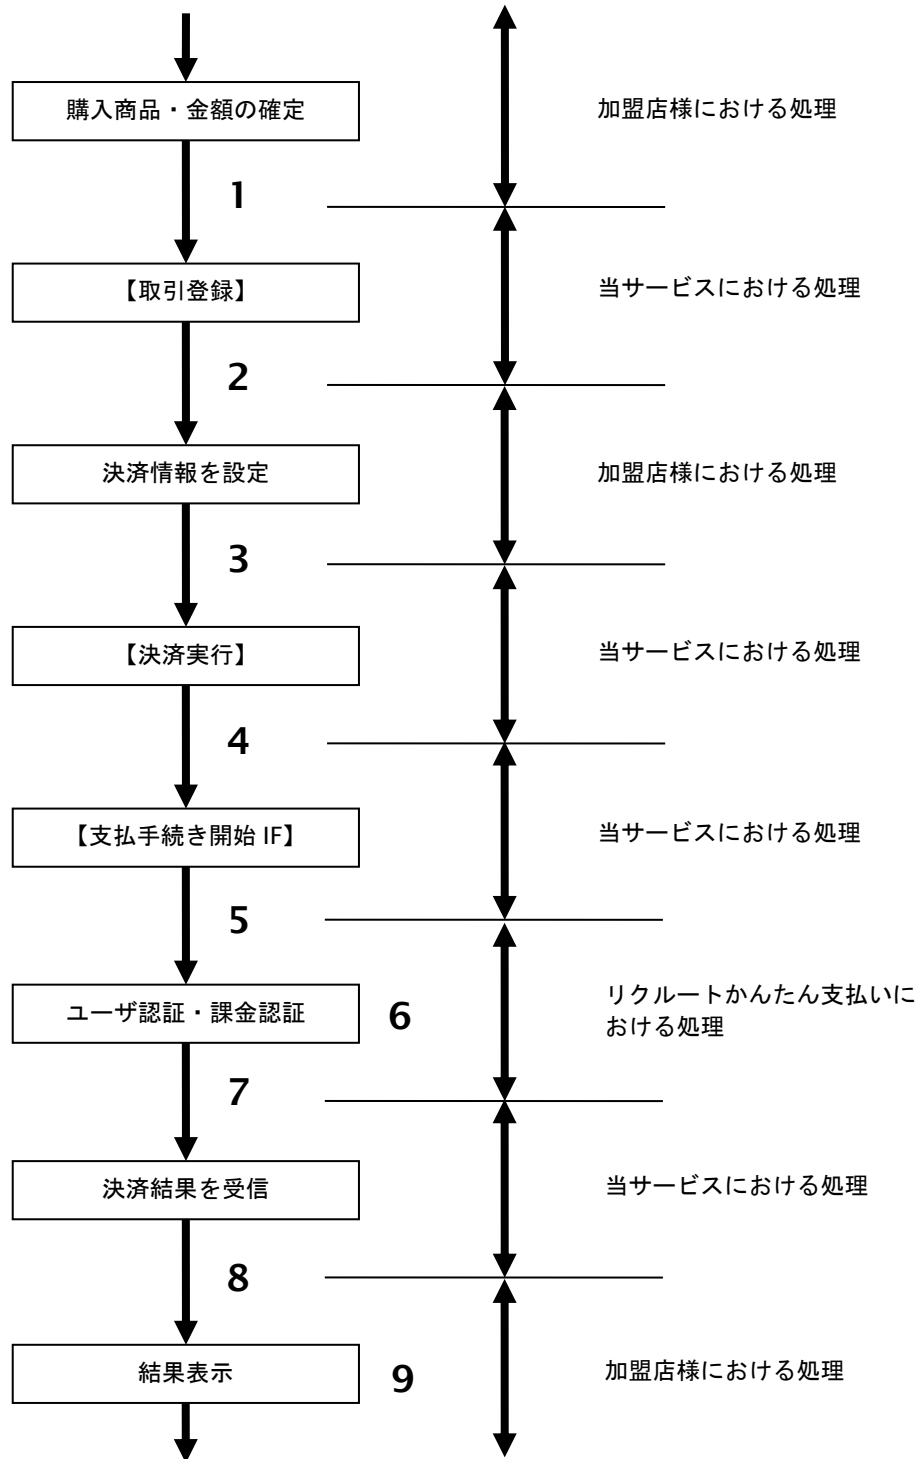 購入商品・金額の確定
加盟店様における処理
1
【取引登録】
当サービスにおける処理
2
決済情報を設定
加盟店様における処理
3
【決済実行】
当サービスにおける処理
4
【支払手続き開始 IF】
当サービスにおける処理
5
ユーザ認証・課金認証
6
リクルートかんたん支払いに
おける処理
7
決済結果を受信
当サービスにおける処理
8
結果表示
9
加盟店様における処理